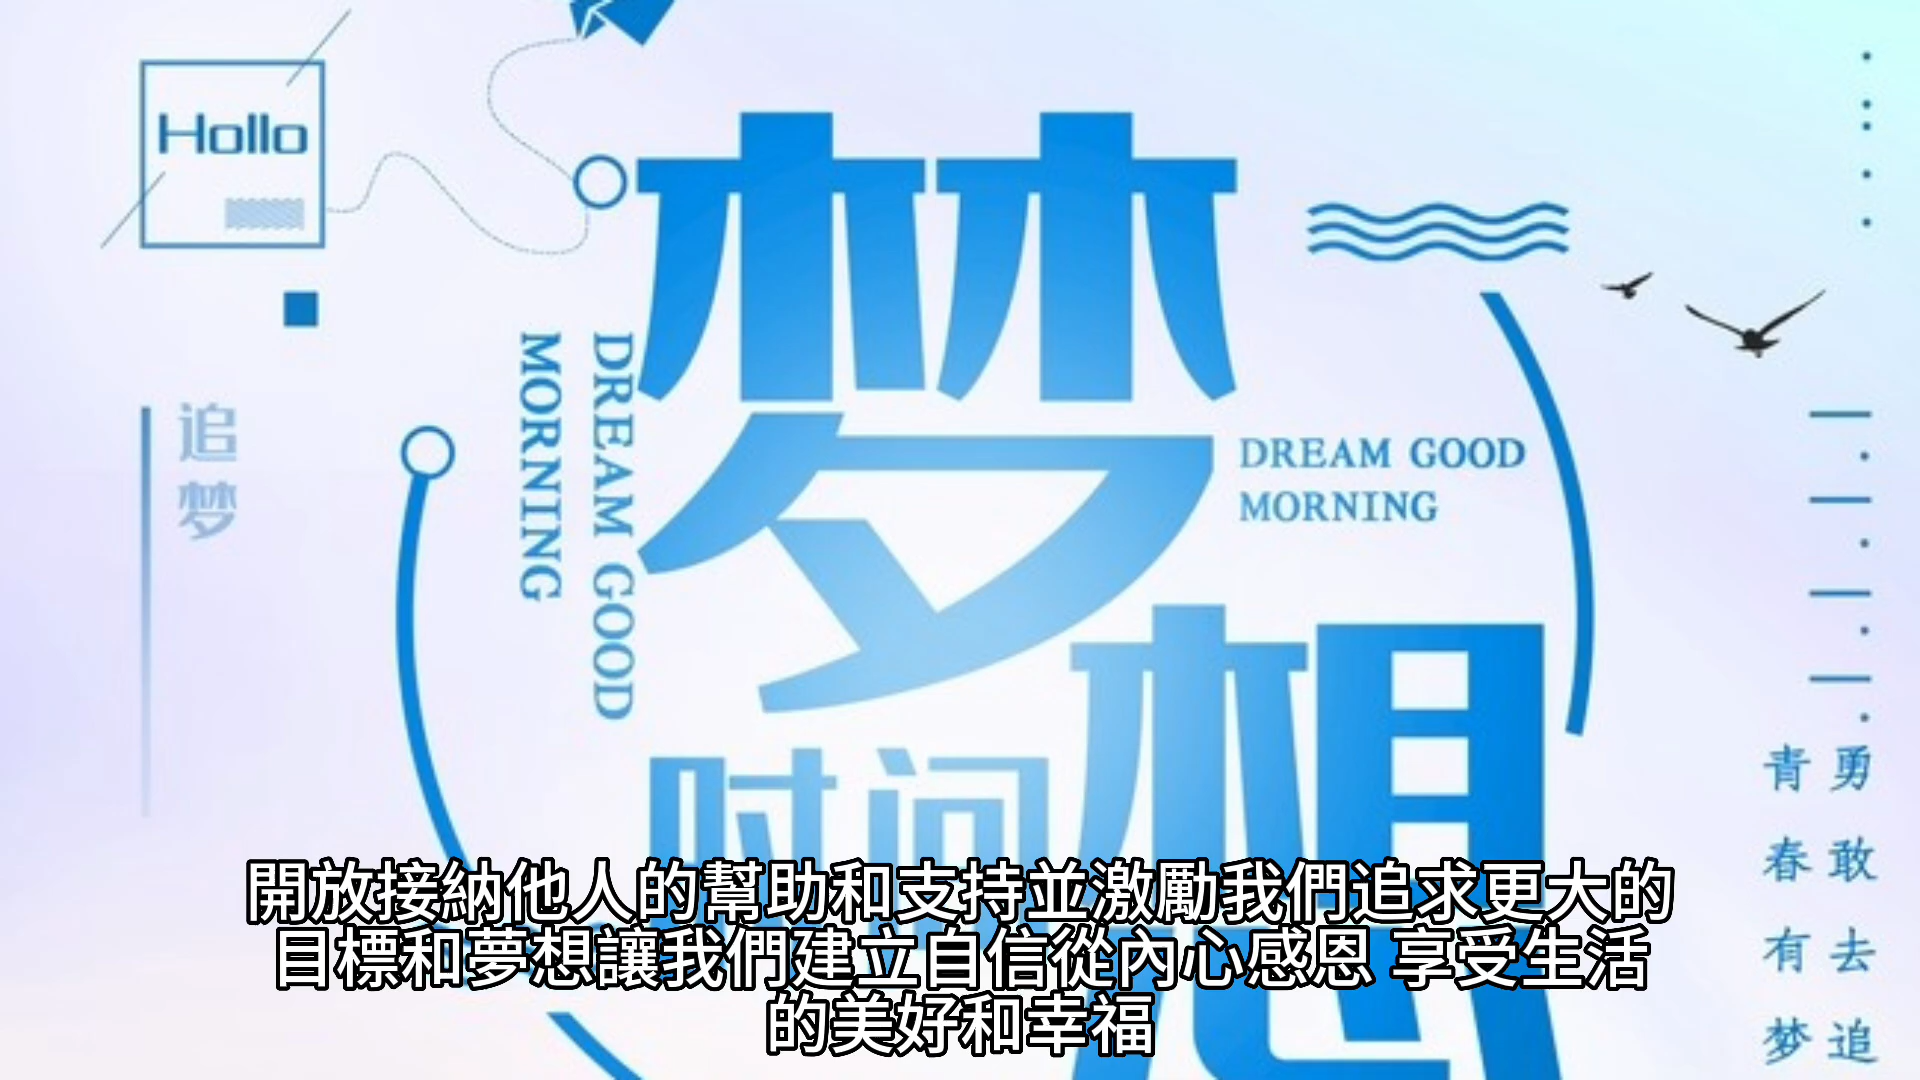 Hollo
梦想
时间
DREAM GOOD
MORNING
DREAM GOOD
MORNING
追梦
勇敢去追
青春有梦
開放接納他人的幫助和支持並激勵我們追求更大的
目標和夢想讓我們建立自信從內心感恩 享受生活
的美好和幸福